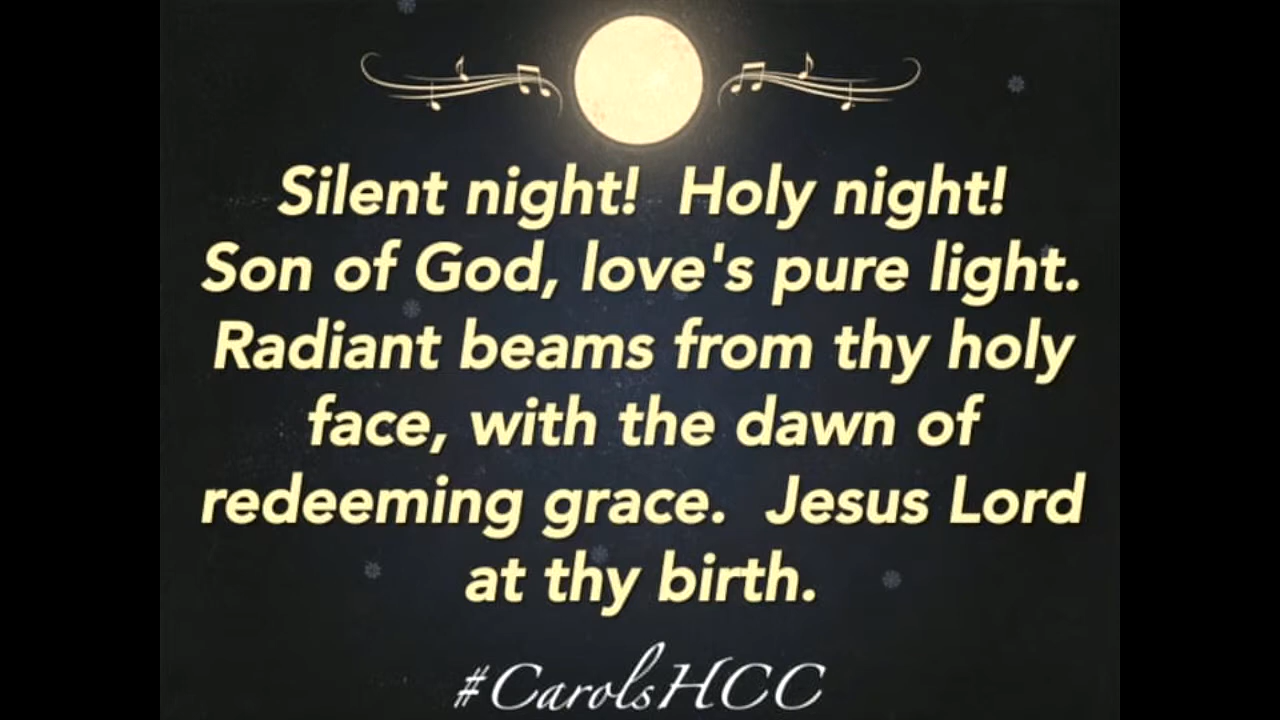 Silent night!  Holy night!
Son of God, love's pure light.
Radiant beams from thy holy
face, with the dawn of
redeeming grace.  Jesus Lord
at thy birth.
#CarolsHCC